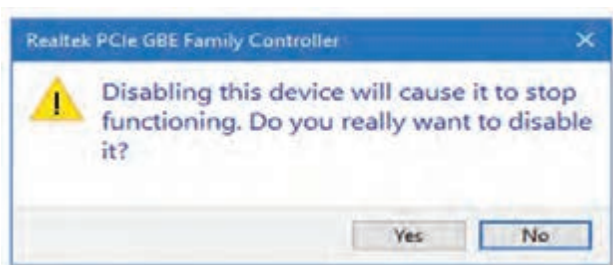 Realtek PCIe GBE Family Controller
Disabling this device will cause it to stop
functioning. Do you really want to disable
it?
Yes
No